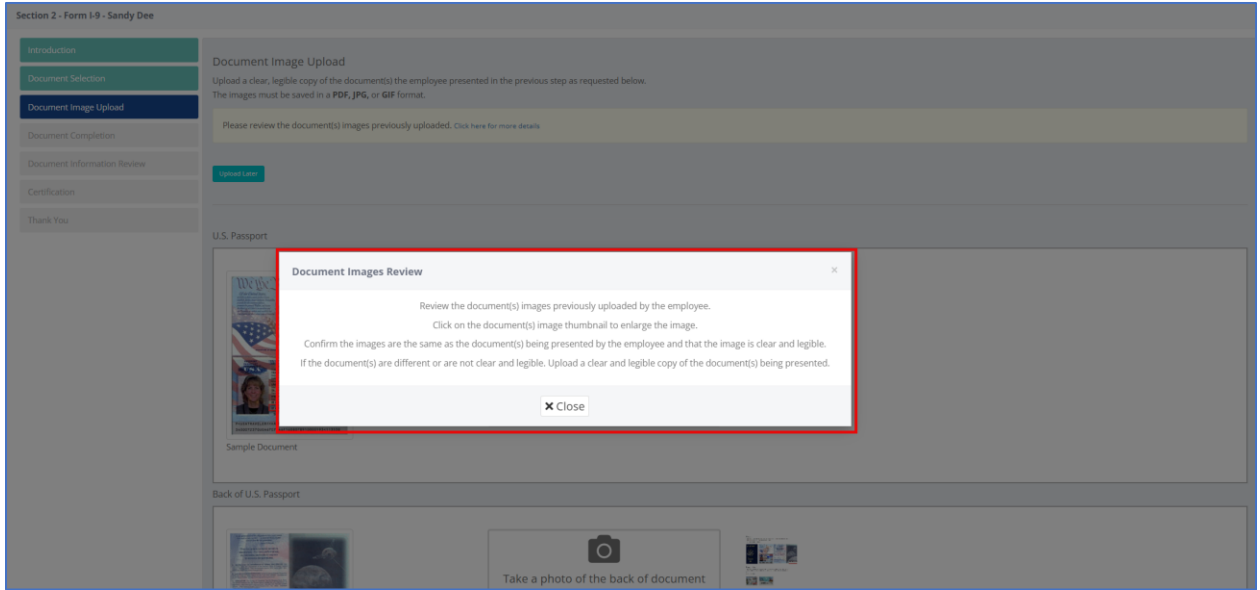 Section 2 - Form I-9 - Sandy Dee
Introduction
Document Selection
Document Image Upload
Document Completion
Document Information Review
Certification
Thank You
Document Image Upload
Upload a clear, legible copy of the document(s) the employee presented in the previous step as requested below.
The images must be saved in a PDF, JPG, or GIF format.
Please review the document(s) images previously uploaded. Click here for more details
Upload Later
U.S. Passport
Document Images Review
×
Review the document(s) images previously uploaded by the employee.
Click on the document(s) image thumbnail to enlarge the image.
Confirm the images are the same as the document(s) being presented by the employee and that the image is clear and legible.
If the document(s) are different or are not clear and legible. Upload a clear and legible copy of the document(s) being presented.
Close
Sample Document
Back of U.S. Passport
Take a photo of the back of document